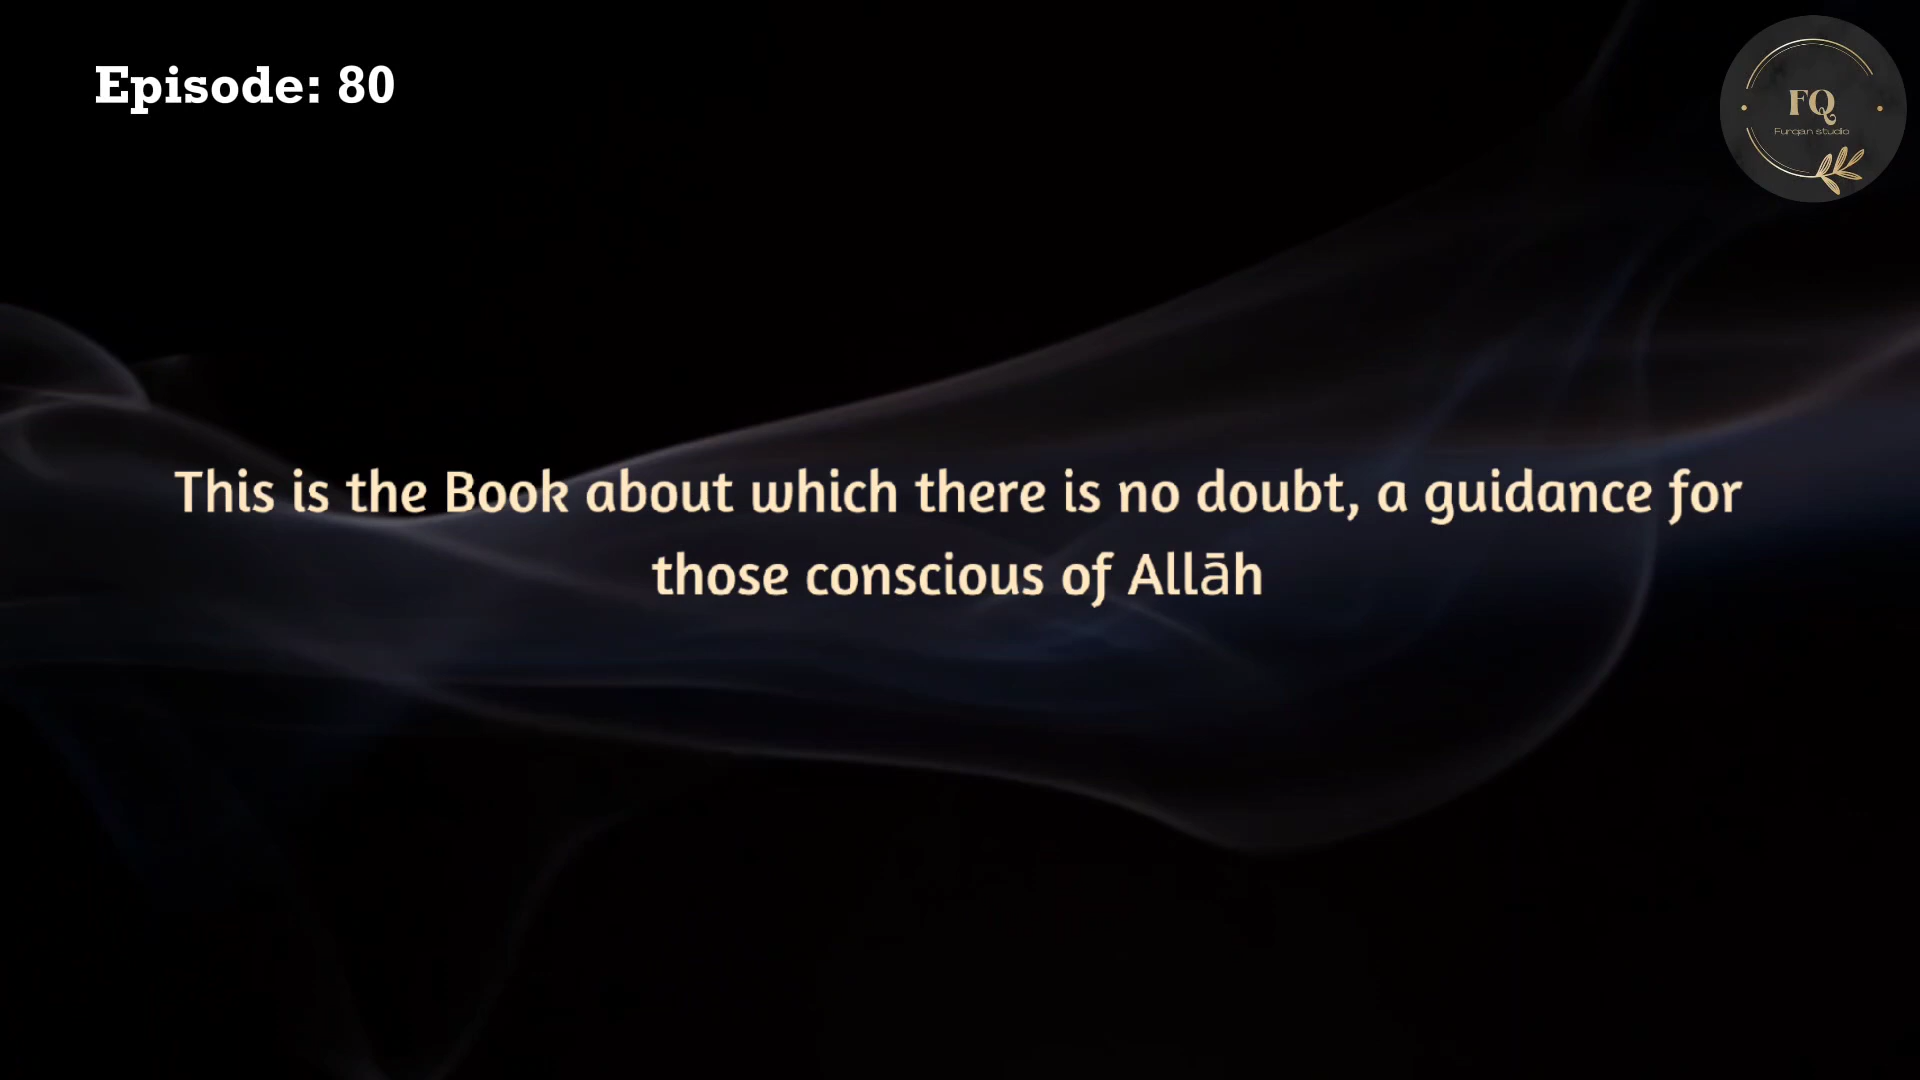 Episode: 80
FQ
Furqan studio
This is the Book about which there is no doubt, a guidance for
those conscious of Allāh